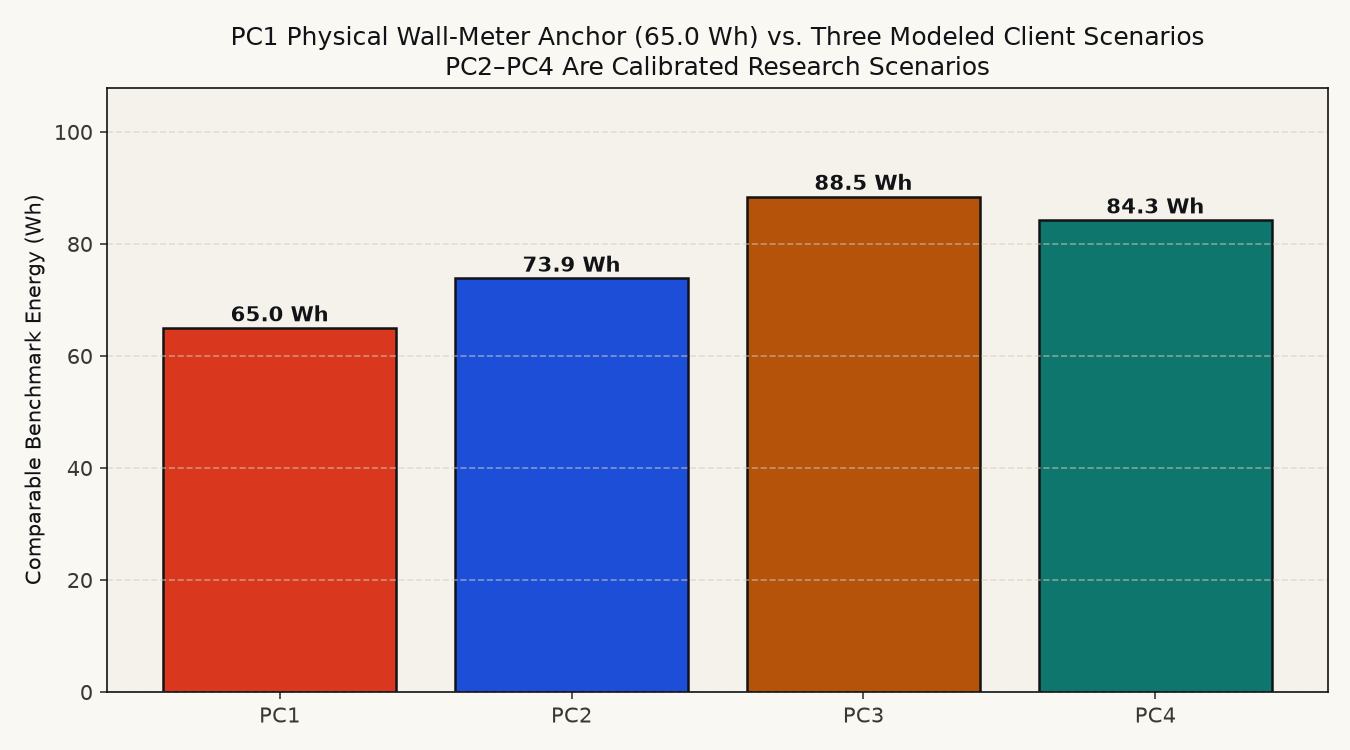 PC1 Physical Wall-Meter Anchor (65.0 Wh) vs. Three Modeled Client Scenarios
PC2–PC4 Are Calibrated Research Scenarios
Comparable Benchmark Energy (Wh)
100
80
60
40
20
0
65.0 Wh
73.9 Wh
88.5 Wh
84.3 Wh
PC1
PC2
PC3
PC4